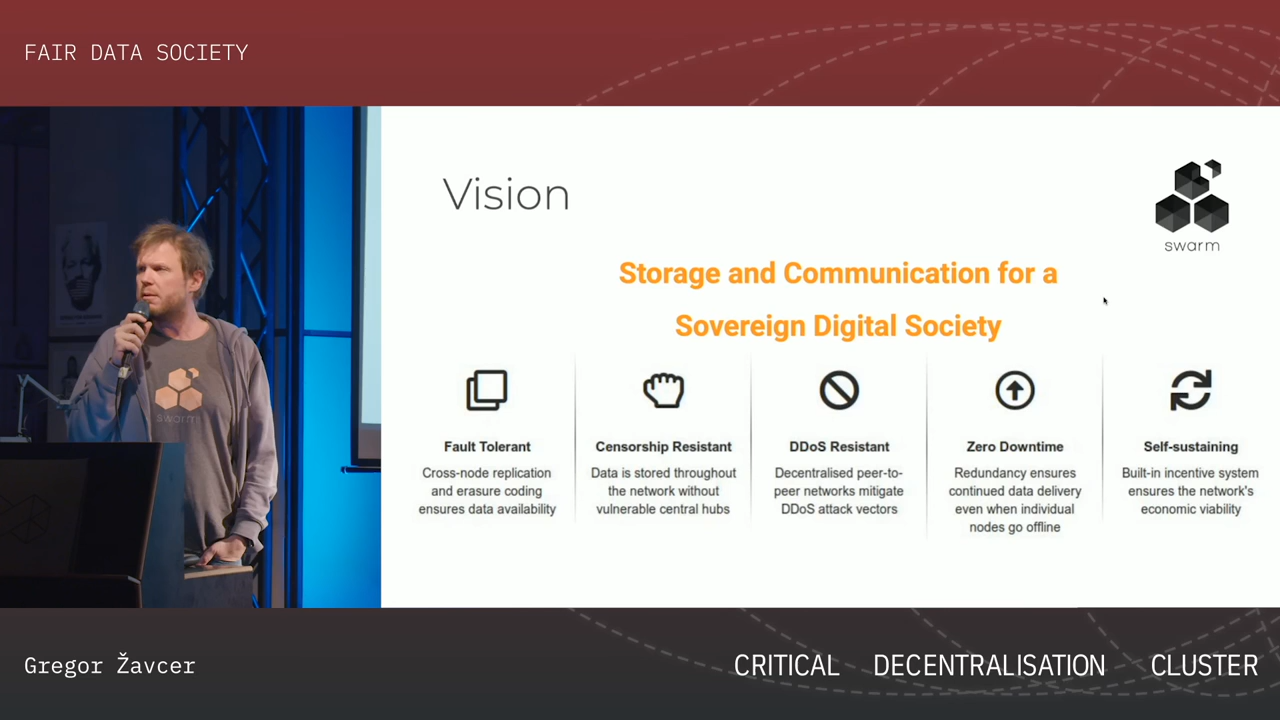 FAIR DATA SOCIETY
Vision
swarm
Storage and Communication for a
Sovereign Digital Society
Fault Tolerant
Cross-node replication
and erasure coding
ensures data availability
Censorship Resistant
Data is stored throughout
the network without
vulnerable central hubs
DDoS Resistant
Decentralised peer-to-
peer networks mitigate
DDoS attack vectors
Zero Downtime
Redundancy ensures
continued data delivery
even when individual
nodes go offline
Self-sustaining
Built-in incentive system
ensures the network's
economic viability
swarm
Gregor Žavcer
CRITICAL DECENTRALISATION CLUSTER